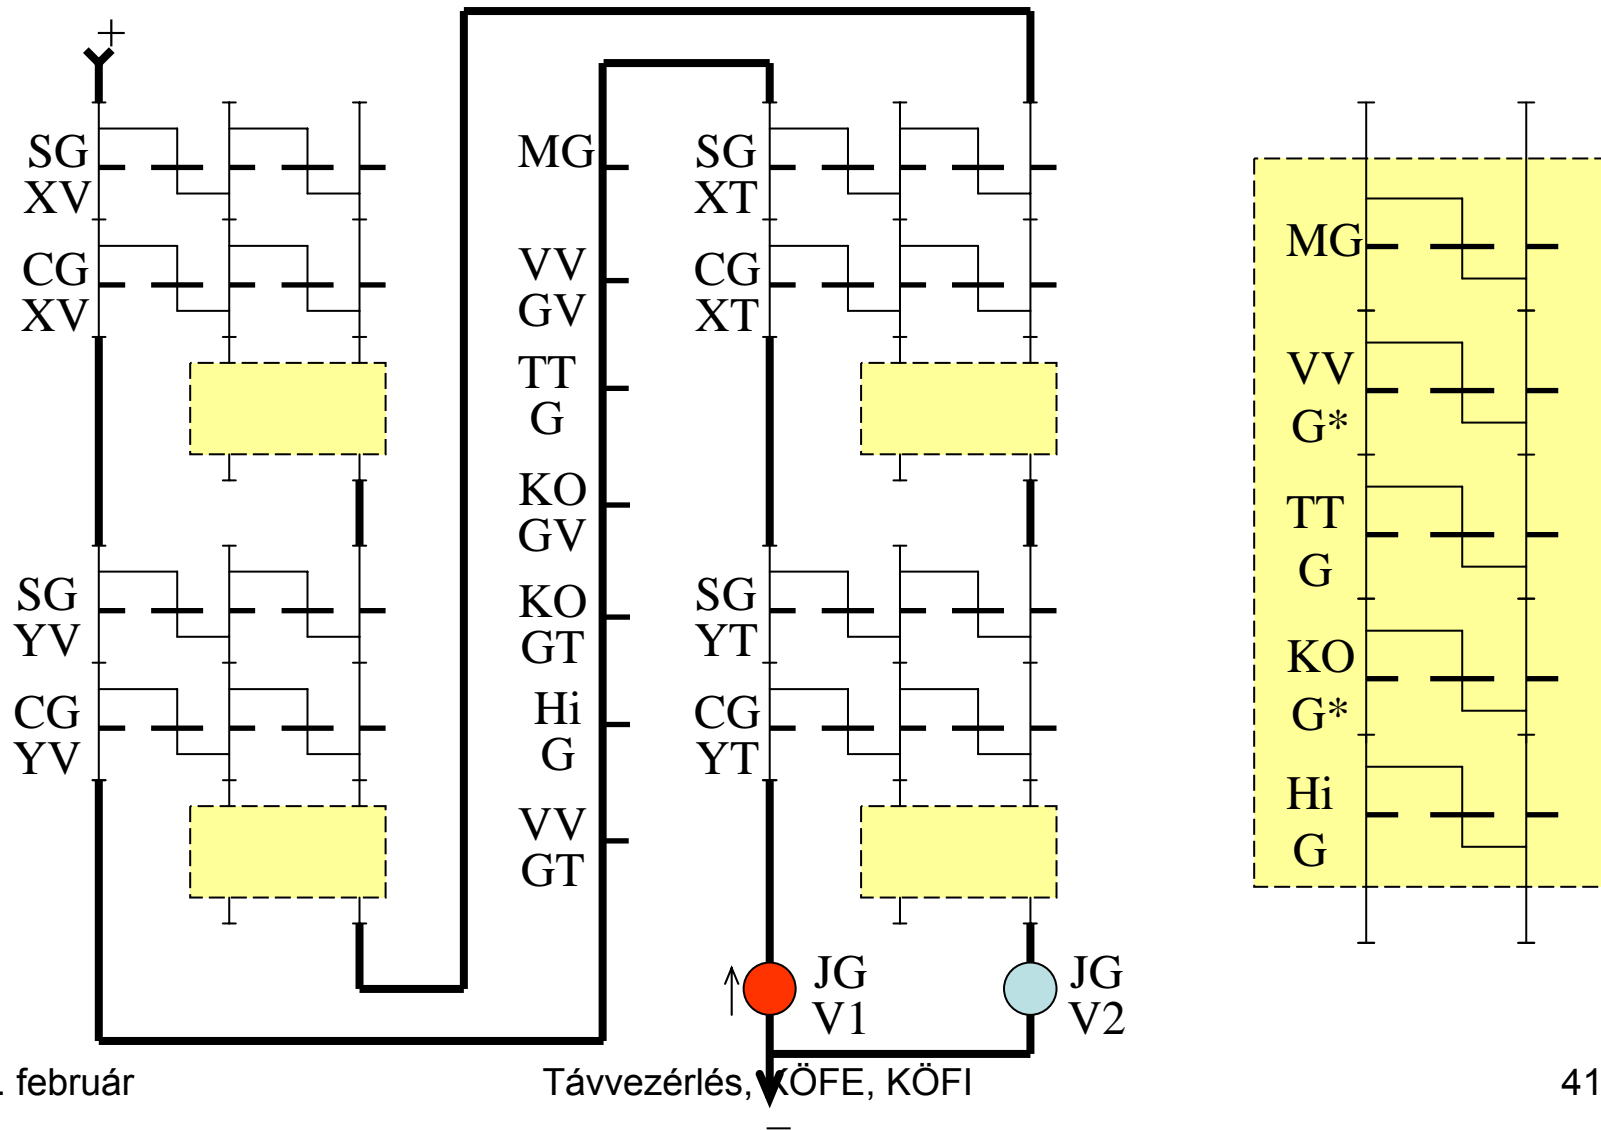 +
SG
XV
CG
XV
SG
YV
CG
YV
MG
VV
GV
TT
G
KO
GV
KO
GT
Hi
G
VV
GT
SG
XT
CG
XT
SG
YT
CG
YT
JG
V1
JG
V2
MG
VV
G*
TT
G
KO
G*
Hi
G
. február
Távvezérlés, KÖFE, KÖFI
41
–